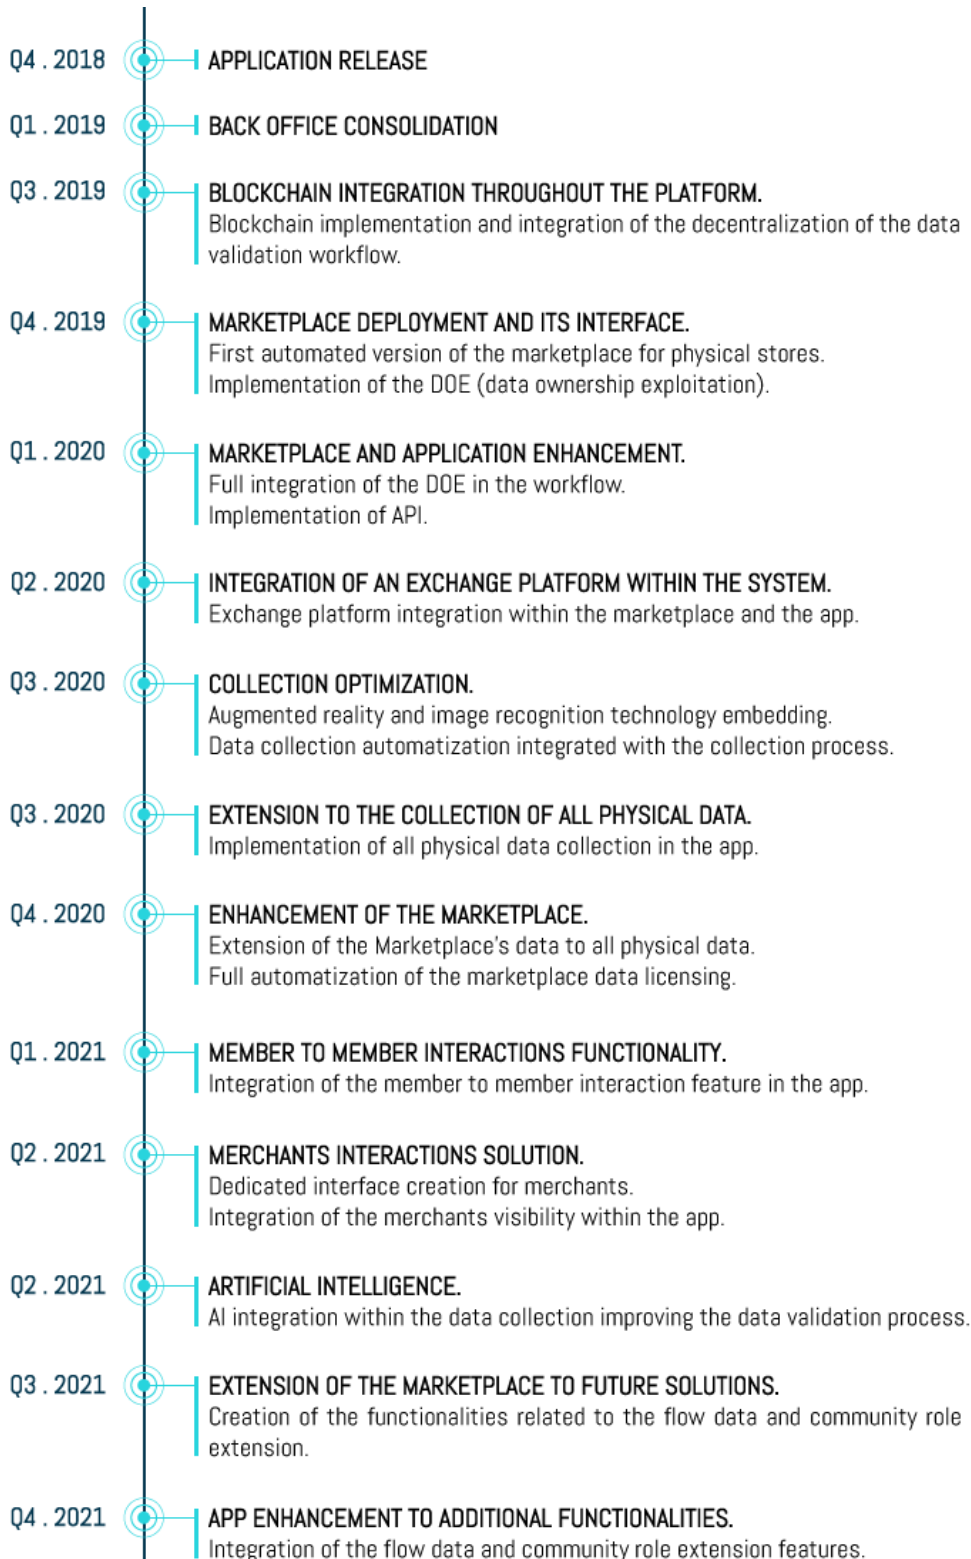 Q4 . 2018
APPLICATION RELEASE
Q1 . 2019
BACK OFFICE CONSOLIDATION
Q3 . 2019
BLOCKCHAIN INTEGRATION THROUGHOUT THE PLATFORM.
Blockchain implementation and integration of the decentralization of the data
validation workflow.
Q4 . 2019
MARKETPLACE DEPLOYMENT AND ITS INTERFACE.
First automated version of the marketplace for physical stores.
Implementation of the DOE (data ownership exploitation).
Q1 . 2020
MARKETPLACE AND APPLICATION ENHANCEMENT.
Full integration of the DOE in the workflow.
Implementation of API.
Q2 . 2020
INTEGRATION OF AN EXCHANGE PLATFORM WITHIN THE SYSTEM.
Exchange platform integration within the marketplace and the app.
Q3 . 2020
COLLECTION OPTIMIZATION.
Augmented reality and image recognition technology embedding.
Data collection automatization integrated with the collection process.
Q3 . 2020
EXTENSION TO THE COLLECTION OF ALL PHYSICAL DATA.
Implementation of all physical data collection in the app.
Q4 . 2020
ENHANCEMENT OF THE MARKETPLACE.
Extension of the Marketplace's data to all physical data.
Full automatization of the marketplace data licensing.
Q1 . 2021
MEMBER TO MEMBER INTERACTIONS FUNCTIONALITY.
Integration of the member to member interaction feature in the app.
Q2 . 2021
MERCHANTS INTERACTIONS SOLUTION.
Dedicated interface creation for merchants.
Integration of the merchants visibility within the app.
Q2 . 2021
ARTIFICIAL INTELLIGENCE.
AI integration within the data collection improving the data validation process.
Q3 . 2021
EXTENSION OF THE MARKETPLACE TO FUTURE SOLUTIONS.
Creation of the functionalities related to the flow data and community role
extension.
Q4 . 2021
APP ENHANCEMENT TO ADDITIONAL FUNCTIONALITIES.
Integration of the flow data and community role extension features.